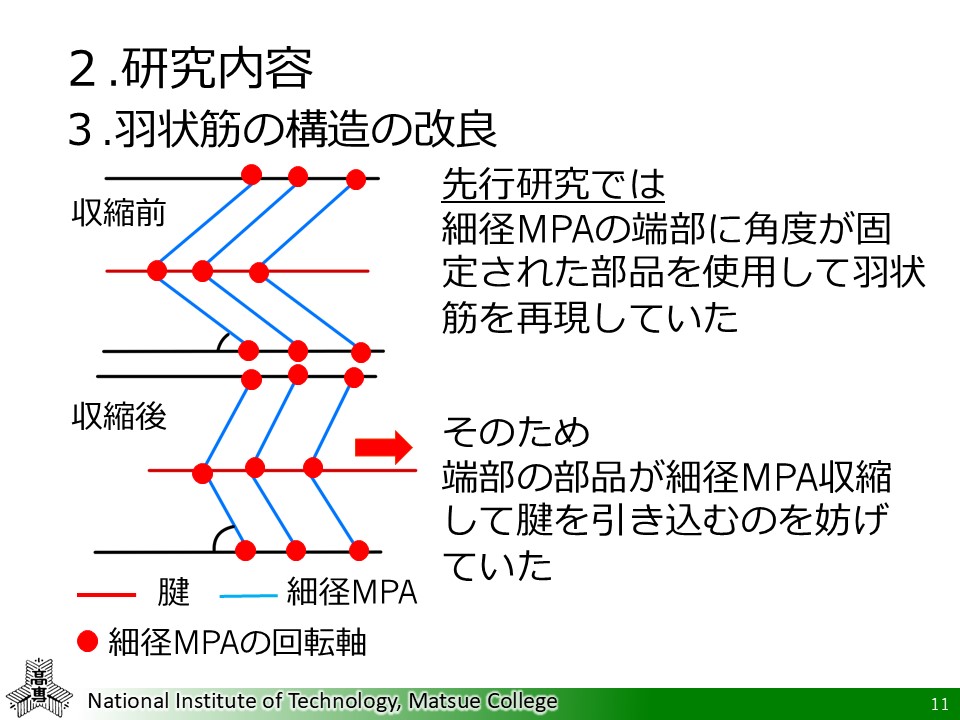 ２.研究内容
３.羽状筋の構造の改良
収縮前
先行研究では
細径MPAの端部に角度が固
定された部品を使用して羽状
筋を再現していた
収縮後
そのため
端部の部品が細径MPA収縮
して腱を引き込むのを妨げ
ていた
腱 細径MPA
細径MPAの回転軸
高専
National Institute of Technology, Matsue College
11